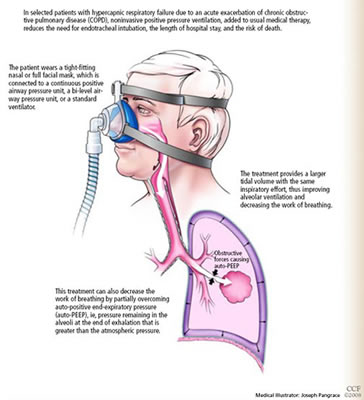 In selected patients with hypercapnic respiratory failure due to an acute exacerbation of chronic obstruc-
tive pulmonary disease (COPD), noninvasive positive pressure ventilation, added to usual medical therapy,
reduces the need for endotracheal intubation, the length of hospital stay, and the risk of death.
The patient wears a tight-fitting
nasal or full facial mask, which is
connected to a continuous positive
airway pressure unit, a bi-level air-
way pressure unit, or a standard
ventilator.
The treatment provides a larger
tidal volume with the same
inspiratory effort, thus improving
alveolar ventilation and
decreasing the work of breathing.
Obstructive
forces causing
auto-PEEP
This treatment can also decrease the
work of breathing by partially overcoming
auto-positive end-expiratory pressure
(auto-PEEP), ie, pressure remaining in the
alveoli at the end of exhalation that is
greater than the atmospheric pressure.
CCF
Medical Illustrator: Joseph Pangrace ©2008